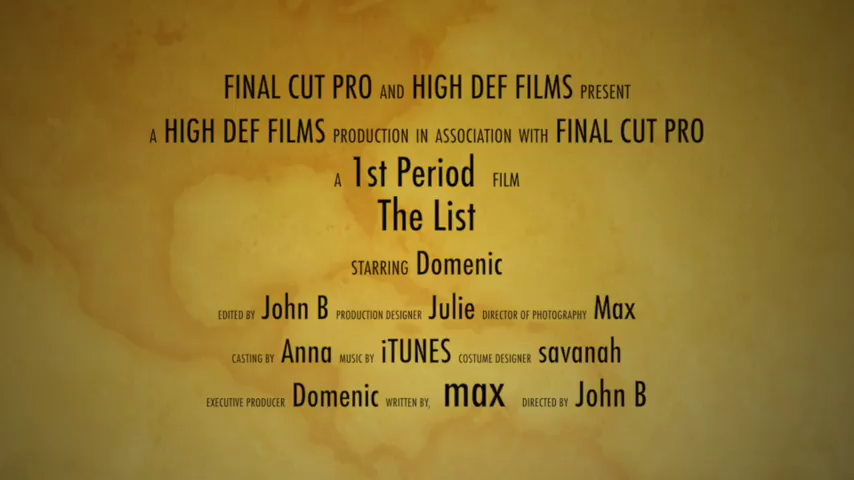 FINAL CUT PRO AND HIGH DEF FILMS PRESENT
A HIGH DEF FILMS PRODUCTION IN ASSOCIATION WITH FINAL CUT PRO
A 1st Period FILM
The List
STARRING Domenic
EDITED BY John B PRODUCTION DESIGNER Julie DIRECTOR OF PHOTOGRAPHY Max
CASTING BY Anna MUSIC BY iTUNES COSTUME DESIGNER savanah
EXECUTIVE PRODUCER Domenic WRITTEN BY, max DIRECTED BY John B